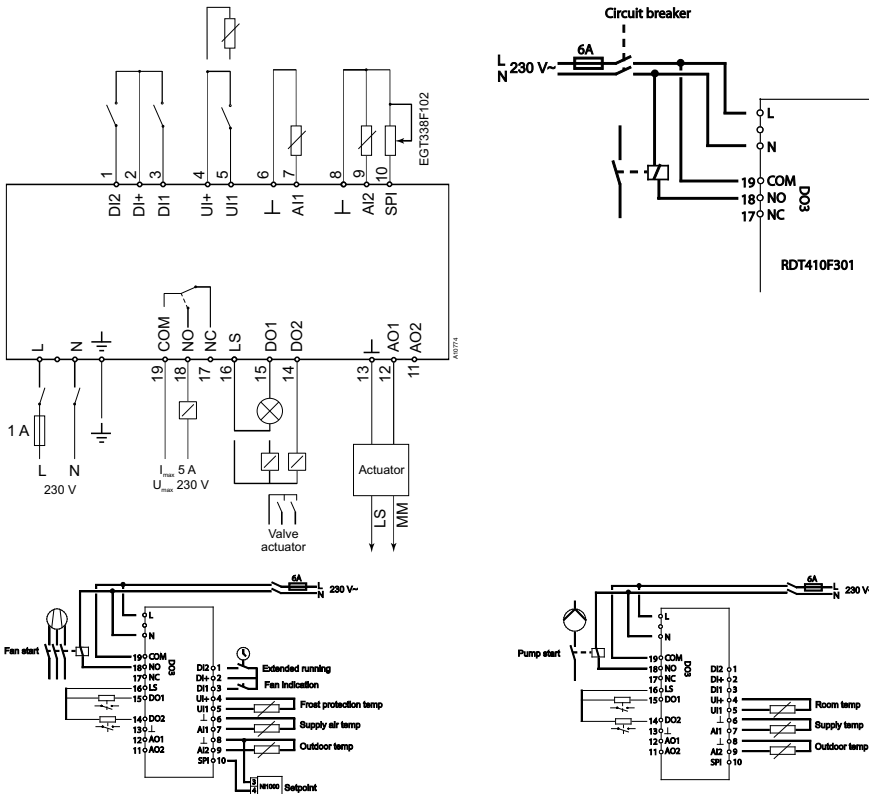 EGT338F102
1 2 3 4 5 6 7 8 9 10
DI2 DI+ DI1 UI+ UI1 ⊥ AI1 ⊥ AI2 SPI
L N COM NO NC LS DO1 DO2 ⊥ AO1 AO2
A10774
19 18 17 16 15 14 13 12 11
1 A
L N
230 V
Imax 5 A
Umax 230 V
Valve
actuator
Actuator
LS MM
Circuit breaker
6A
L
N
230 V~
L
N
19 COM
18 NO
17 NC
DO3
RDT410F301
6A
L
N
230 V~
L
N
Fan start
19 COM
18 NO
17 NC
DO3
16 LS
15 DO1
14 DO2
13 ⊥
12 AO1
11 AO2
DI2 1
DI+ 2
DI1 3
UI+ 4
UI1 5
⊥ 6
AI1 7
⊥ 8
AI2 9
SPI 10
Extended running
Fan indication
Frost protection temp
Supply air temp
Outdoor temp
3
4
NI1000
Setpoint
6A
L
N
230 V~
L
N
Pump start
19 COM
18 NO
17 NC
DO3
16 LS
15 DO1
14 DO2
13 ⊥
12 AO1
11 AO2
DI2 1
DI+ 2
DI1 3
UI+ 4
UI1 5
⊥ 6
AI1 7
⊥ 8
AI2 9
SPI 10
Room temp
Supply temp
Outdoor temp